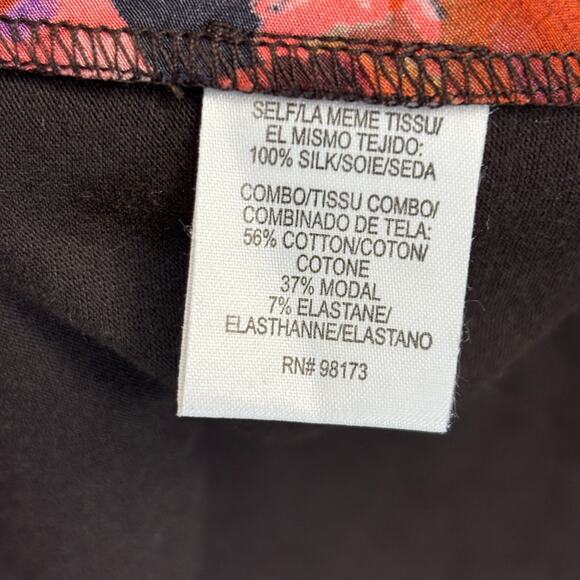 SELF/LA MEME TISSU/
EL MISMO TEJIDO:
100% SILK/SOIE/SEDA
COMBO/TISSU COMBO/
COMBINADO DE TELA:
56% COTTON/COTON/
COTONE
37% MODAL
7% ELASTANE/
ELASTHANNE/ELASTANO
RN# 98173